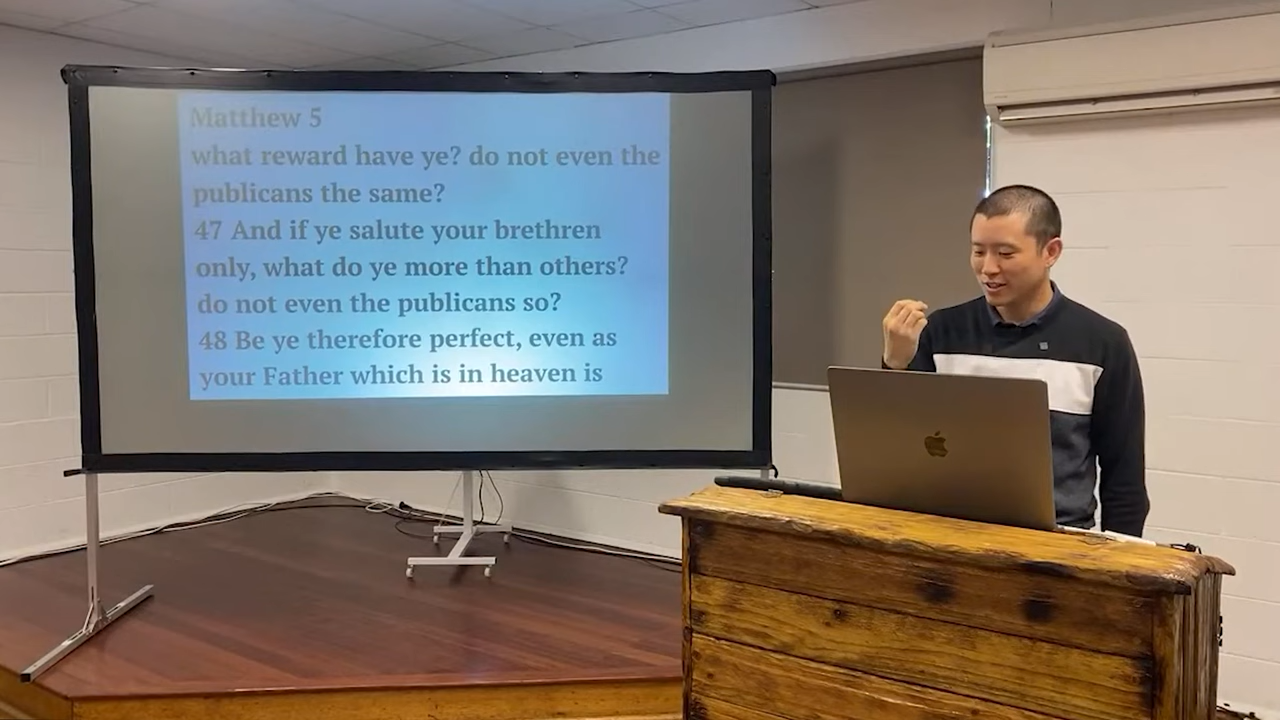 Matthew 5
what reward have ye? do not even the
publicans the same?
47 And if ye salute your brethren
only, what do ye more than others?
do not even the publicans so?
48 Be ye therefore perfect, even as
your Father which is in heaven is